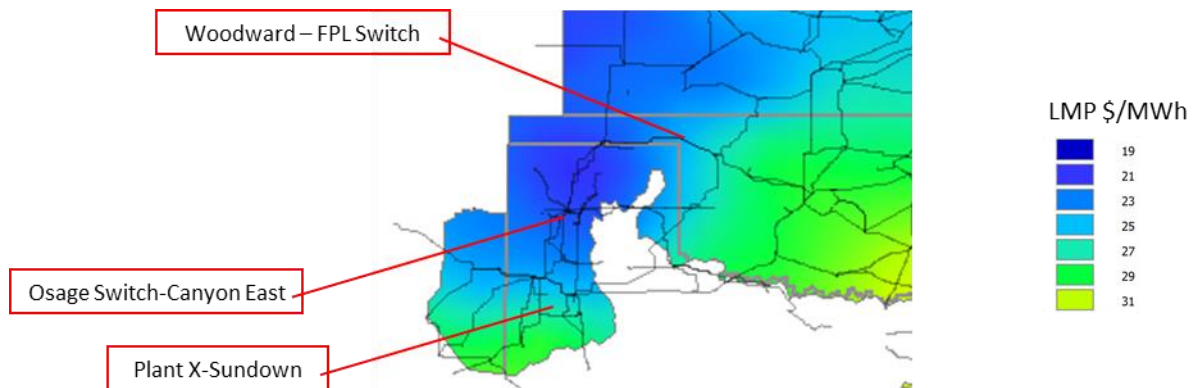 Woodward – FPL Switch
Osage Switch-Canyon East
Plant X-Sundown
LMP $/MWh
19
21
23
25
27
29
31